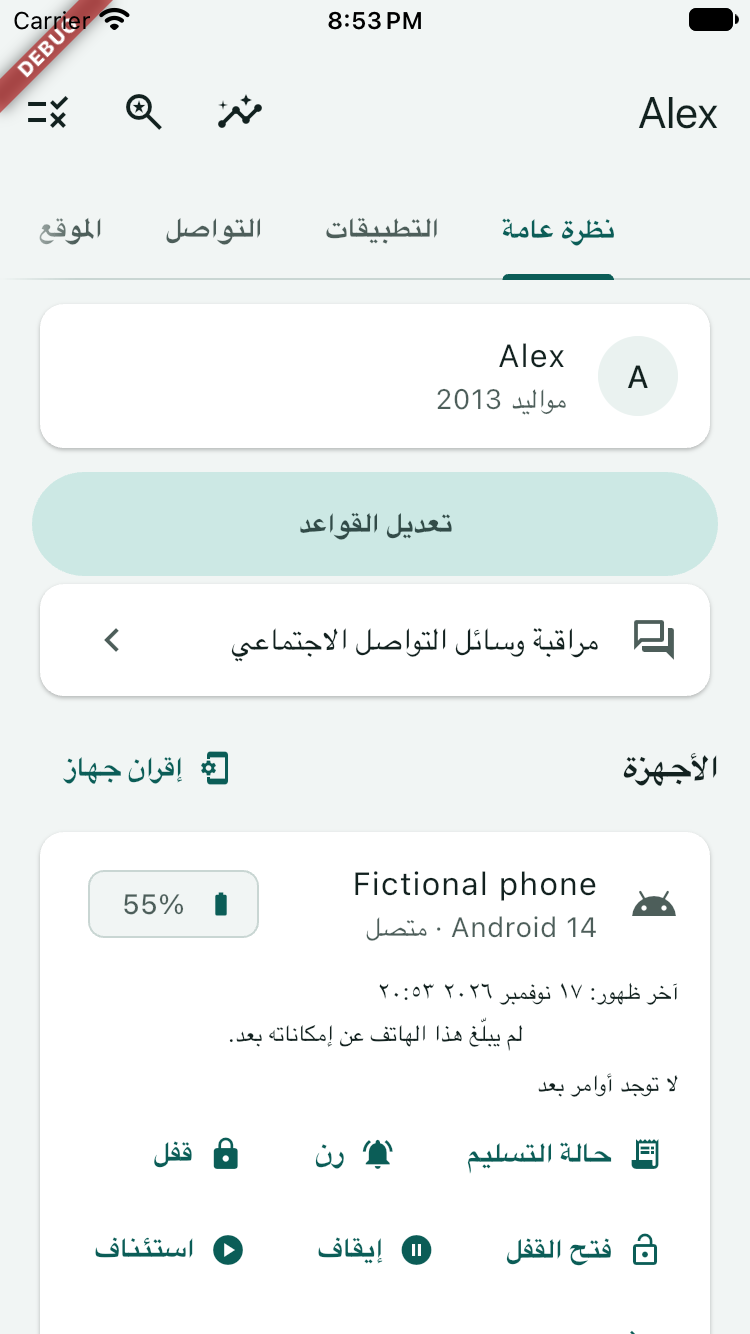 Carrier 8:53 PM
DEBUG
Alex
نظرة عامة التطبيقات التواصل الموقع
A
Alex
مواليد 2013
تعديل القواعد
مراقبة وسائل التواصل الاجتماعي
الأجهزة
إقران جهاز
Fictional phone
Android 14 · متصل
55%
آخر ظهور: ١٧ نوفمبر ٢٠٢٦ ٢٠:٥٣
لم يبلّغ هذا الهاتف عن إمكاناته بعد.
لا توجد أوامر بعد
حالة التسليم رن قفل
فتح القفل إيقاف استئناف